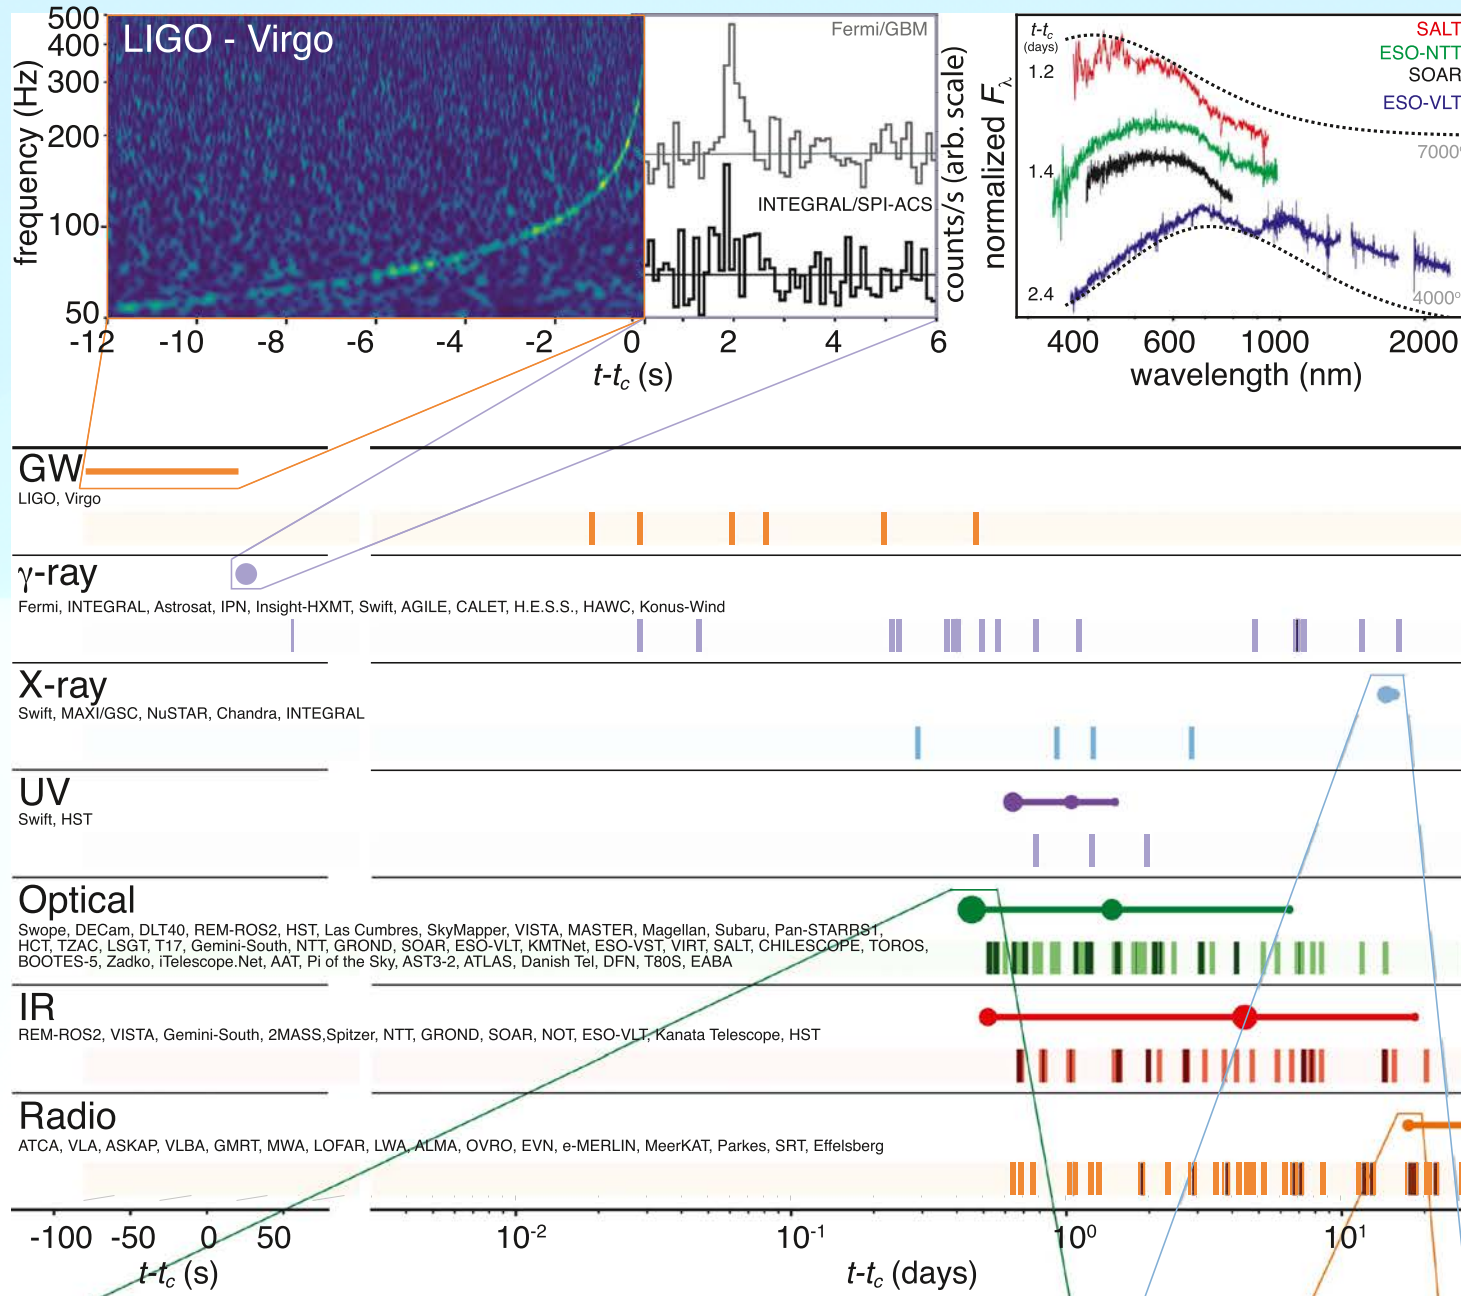 500
400
300
200
100
50
frequency (Hz)
LIGO - Virgo
-12 -10 -8 -6 -4 -2 0 2 4 6
t-tc (s)
Fermi/GBM
INTEGRAL/SPI-ACS
counts/s (arb. scale)
normalized Fλ
t-tc
(days)
1.2
1.4
2.4
SALT
ESO-NTT
SOAR
ESO-VLT
7000°
4000°
400 600 1000 2000
wavelength (nm)
GW
LIGO, Virgo
γ-ray
Fermi, INTEGRAL, Astrosat, IPN, Insight-HXMT, Swift, AGILE, CALET, H.E.S.S., HAWC, Konus-Wind
X-ray
Swift, MAXI/GSC, NuSTAR, Chandra, INTEGRAL
UV
Swift, HST
Optical
Swope, DECam, DLT40, REM-ROS2, HST, Las Cumbres, SkyMapper, VISTA, MASTER, Magellan, Subaru, Pan-STARRS1,
HCT, TZAC, LSGT, T17, Gemini-South, NTT, GROND, SOAR, ESO-VLT, KMTNet, ESO-VST, VIRT, SALT, CHILESCOPE, TOROS,
BOOTES-5, Zadko, iTelescope.Net, AAT, Pi of the Sky, AST3-2, ATLAS, Danish Tel, DFN, T80S, EABA
IR
REM-ROS2, VISTA, Gemini-South, 2MASS,Spitzer, NTT, GROND, SOAR, NOT, ESO-VLT, Kanata Telescope, HST
Radio
ATCA, VLA, ASKAP, VLBA, GMRT, MWA, LOFAR, LWA, ALMA, OVRO, EVN, e-MERLIN, MeerKAT, Parkes, SRT, Effelsberg
-100 -50 0 50 10⁻² 10⁻¹ 10⁰ 10¹
t-tc (s) t-tc (days)